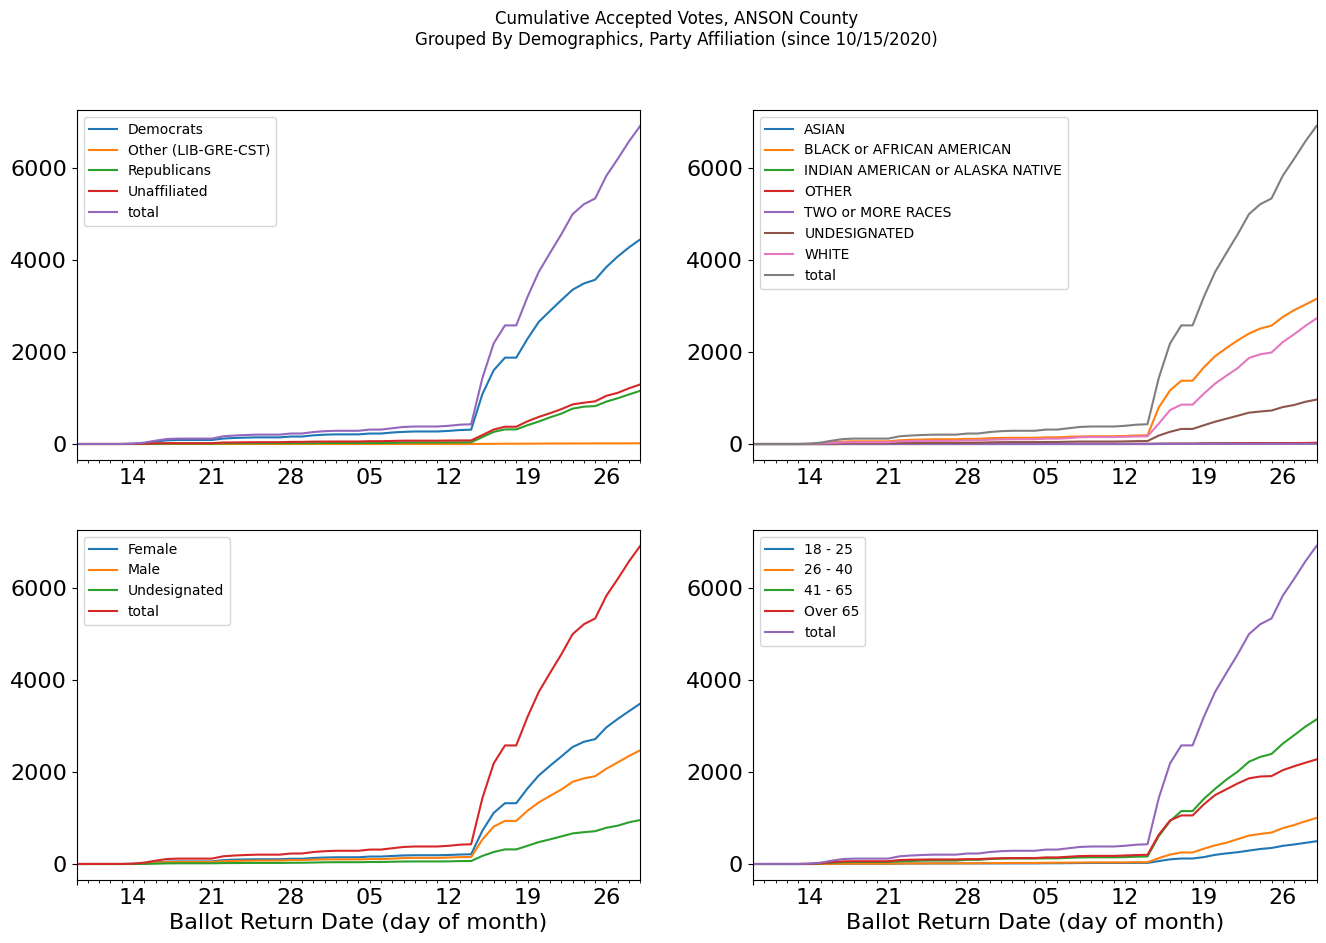 Cumulative Accepted Votes, ANSON County
Grouped By Demographics, Party Affiliation (since 10/15/2020)
Democrats
Other (LIB-GRE-CST)
Republicans
Unaffiliated
total
6000
4000
2000
0
14 21 28 05 12 19 26
ASIAN
BLACK or AFRICAN AMERICAN
INDIAN AMERICAN or ALASKA NATIVE
OTHER
TWO or MORE RACES
UNDESIGNATED
WHITE
total
6000
4000
2000
0
14 21 28 05 12 19 26
Female
Male
Undesignated
total
6000
4000
2000
0
14 21 28 05 12 19 26
Ballot Return Date (day of month)
18 - 25
26 - 40
41 - 65
Over 65
total
6000
4000
2000
0
14 21 28 05 12 19 26
Ballot Return Date (day of month)